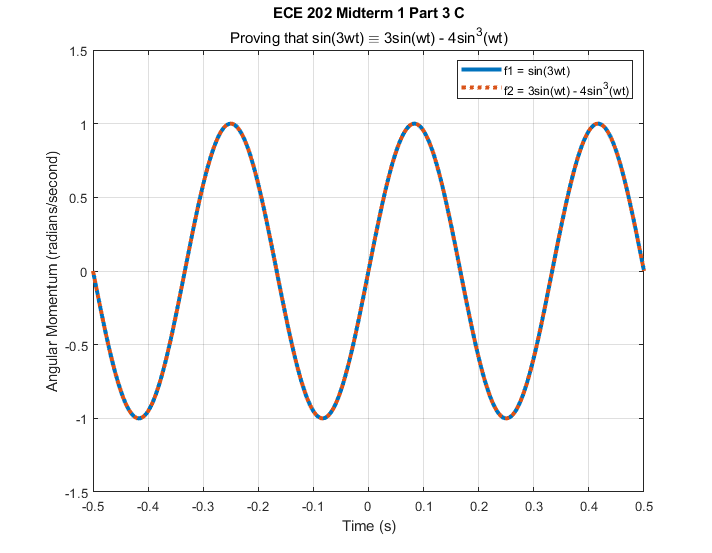 ECE 202 Midterm 1 Part 3 C
Proving that sin(3wt) ≡ 3sin(wt) - 4sin³(wt)
f1 = sin(3wt)
f2 = 3sin(wt) - 4sin³(wt)
Angular Momentum (radians/second)
1.5
1
0.5
0
-0.5
-1
-1.5
-0.5 -0.4 -0.3 -0.2 -0.1 0 0.1 0.2 0.3 0.4 0.5
Time (s)